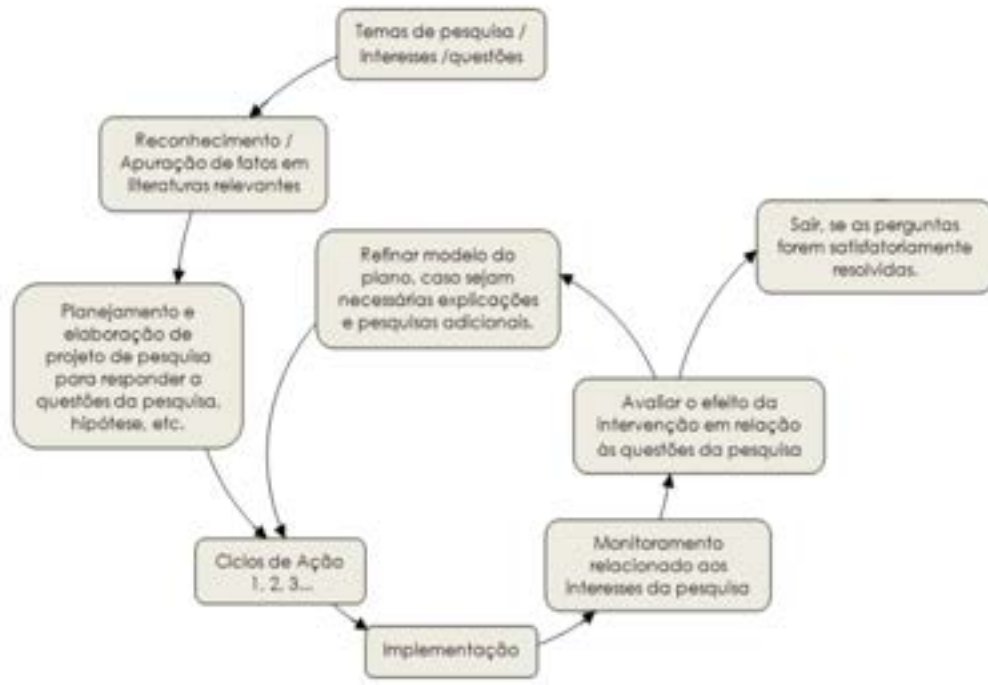 Temas de pesquisa /
Interesses /questões
Reconhecimento /
Apuração de fatos em
literaturas relevantes
Planejamento e
elaboração de
projeto de pesquisa
para responder a
questões da pesquisa,
hipótese, etc.
Ciclos de Ação
1, 2, 3...
Implementação
Monitoramento
relacionado aos
interesses da pesquisa
Avaliar o efeito da
intervenção em relação
às questões da pesquisa
Refinar modelo do
plano, caso sejam
necessárias explicações
e pesquisas adicionais.
Sair, se as perguntas
forem satisfatoriamente
resolvidas.